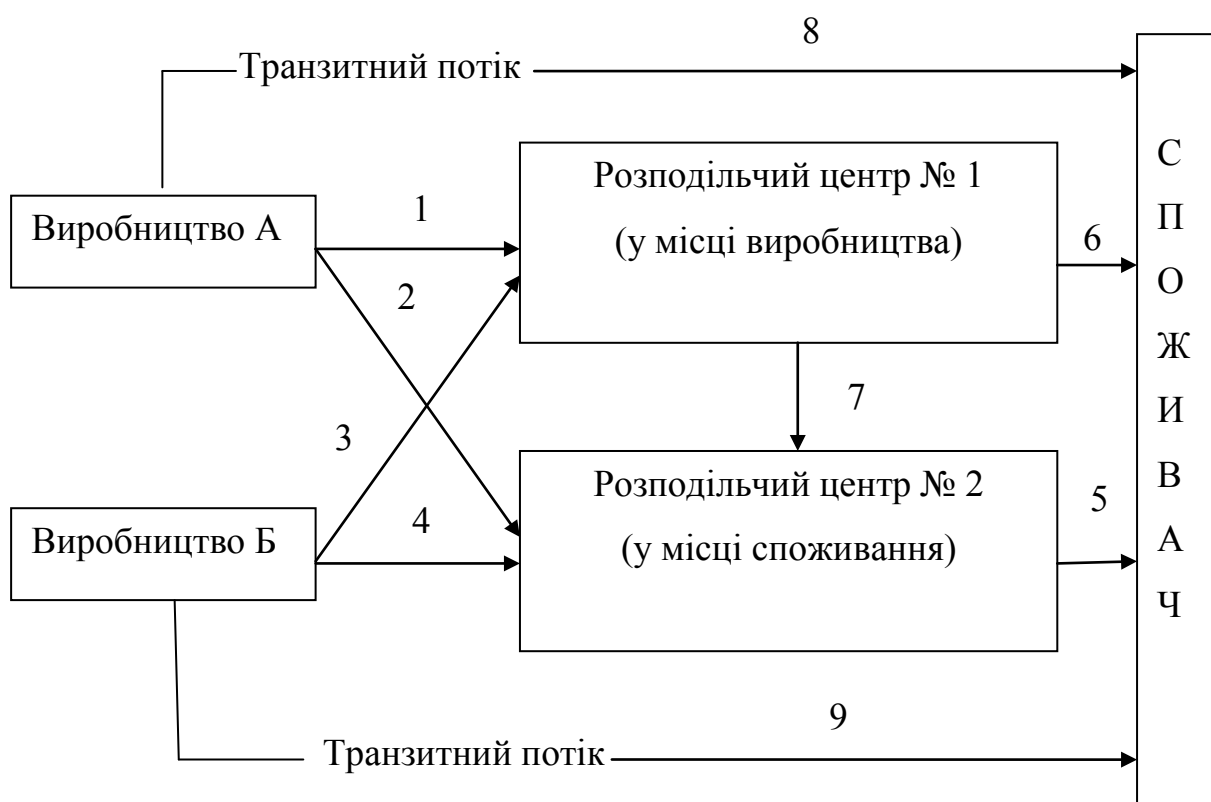 8
Транзитний потік
Розподільчий центр № 1
(у місці виробництва)
Виробництво А
1
6
2
7
3
Розподільчий центр № 2
(у місці споживання)
Виробництво Б
4
5
9
Транзитний потік
С
П
О
Ж
И
В
А
Ч